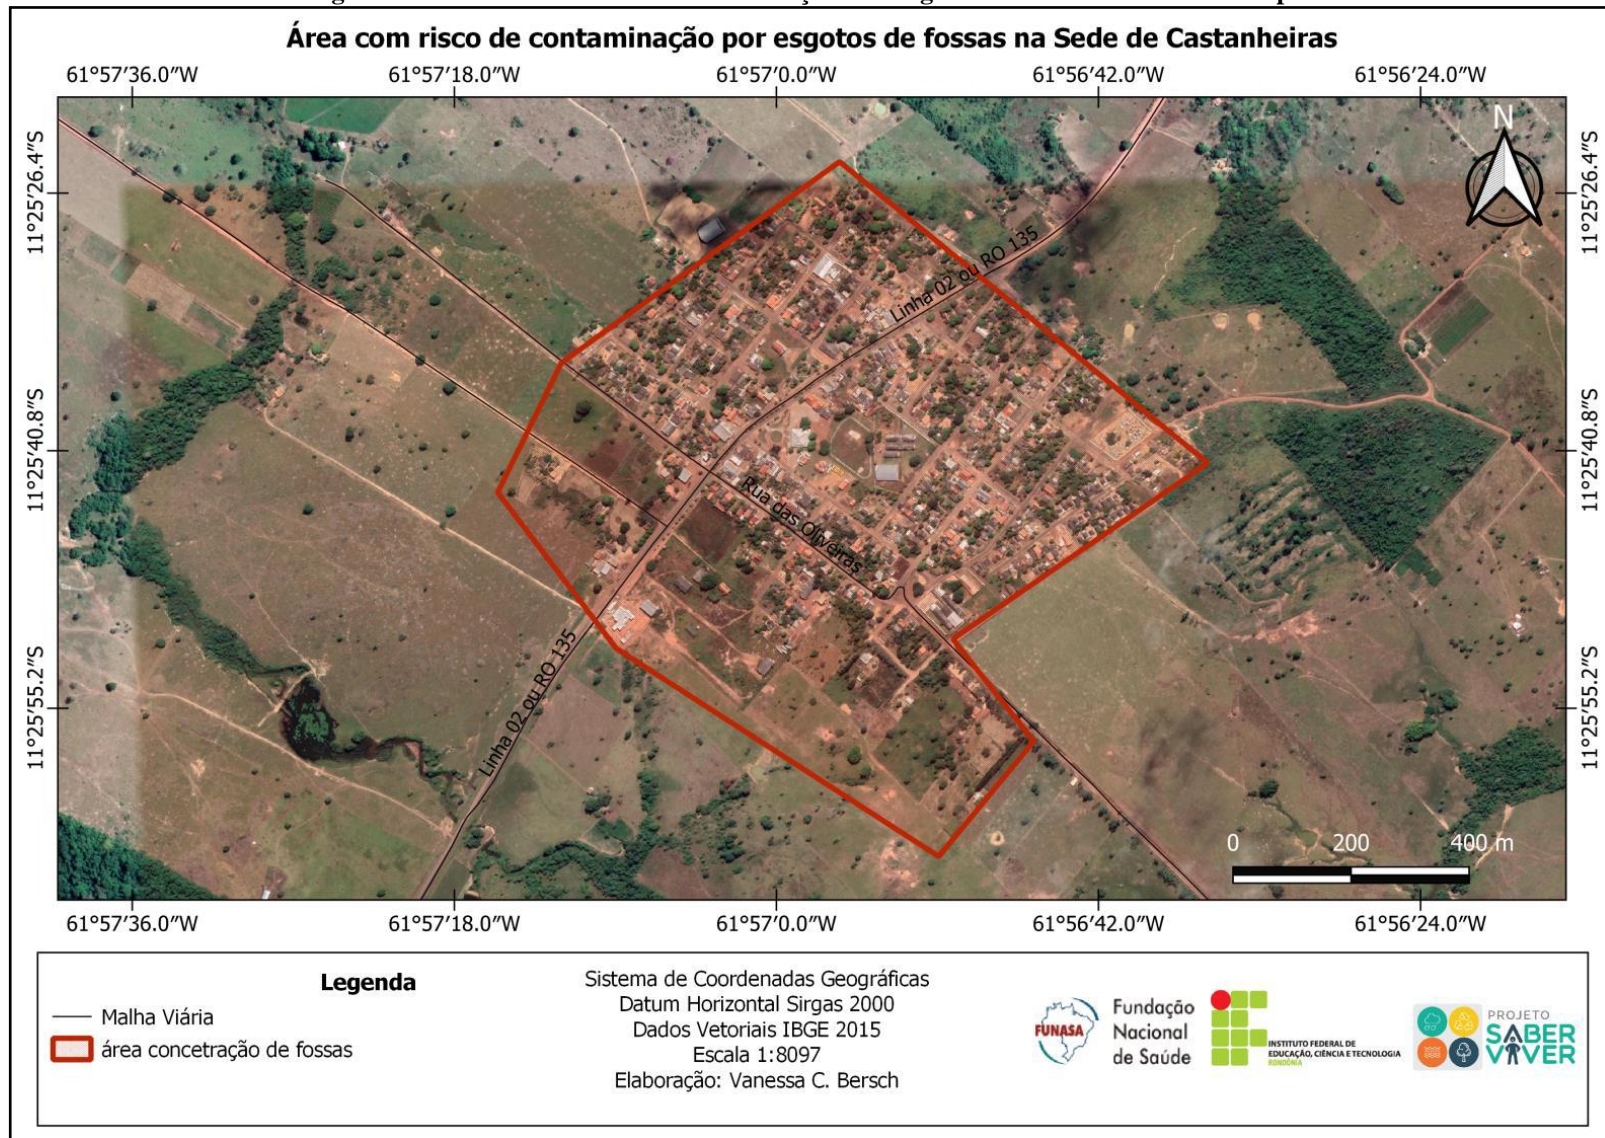 Área com risco de contaminação por esgotos de fossas na Sede de Castanheiras
61°57'36.0"W 61°57'18.0"W 61°57'0.0"W 61°56'42.0"W 61°56'24.0"W
N
11°25'26.4"S 11°25'26.4"S
Linha 02 ou RO 135
11°25'40.8"S 11°25'40.8"S
Rua das Oliveiras
11°25'55.2"S 11°25'55.2"S
Linha 02 ou RO 135
0 200 400 m
61°57'36.0"W 61°57'18.0"W 61°57'0.0"W 61°56'42.0"W 61°56'24.0"W
Legenda
Malha Viária
área concetração de fossas
Sistema de Coordenadas Geográficas
Datum Horizontal Sirgas 2000
Dados Vetoriais IBGE 2015
Escala 1:8097
Elaboração: Vanessa C. Bersch
FUNASA
Fundação
Nacional
de Saúde
INSTITUTO FEDERAL DE
EDUCAÇÃO, CIÊNCIA E TECNOLOGIA
RONDÔNIA
PROJETO
SABER
VIVER